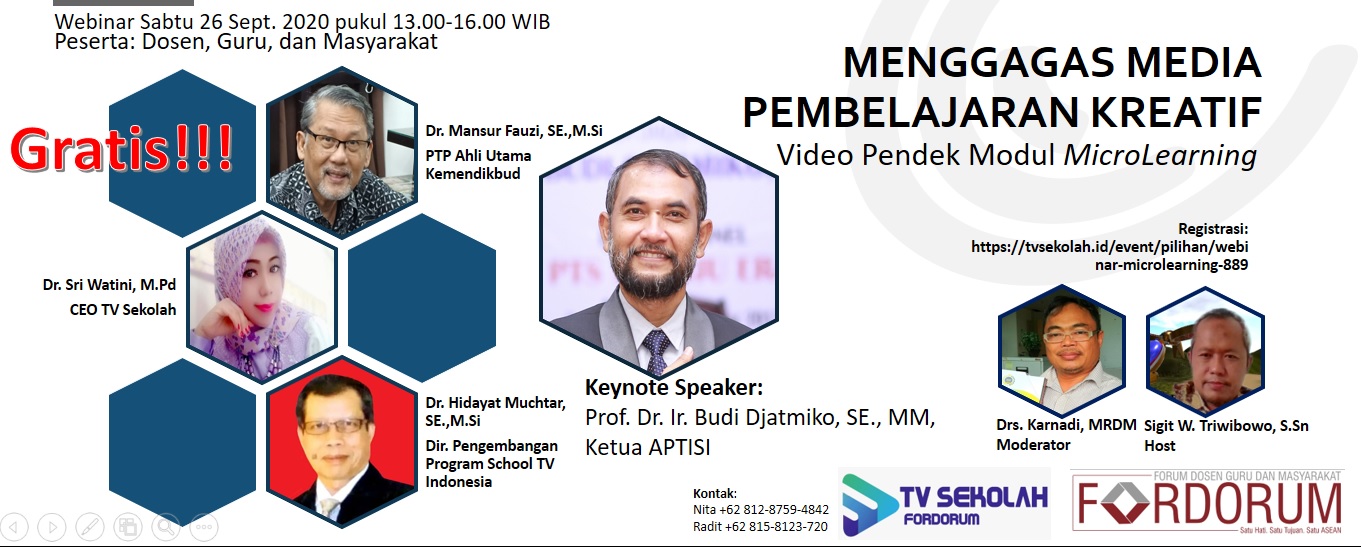 Webinar Sabtu 26 Sept. 2020 pukul 13.00-16.00 WIB
Peserta: Dosen, Guru, dan Masyarakat
Gratis!!!
MENGGAGAS MEDIA
PEMBELAJARAN KREATIF
Video Pendek Modul MicroLearning
Dr. Mansur Fauzi, SE.,M.Si
PTP Ahli Utama
Kemendikbud
Dr. Sri Watini, M.Pd
CEO TV Sekolah
Dr. Hidayat Muchtar,
SE.,M.Si
Dir. Pengembangan
Program School TV
Indonesia
Keynote Speaker:
Prof. Dr. Ir. Budi Djatmiko, SE., MM,
Ketua APTISI
Registrasi:
https://tvsekolah.id/event/pilihan/webi
nar-microlearning-889
Drs. Karnadi, MRDM
Moderator
Sigit W. Triwibowo, S.Sn
Host
Kontak:
Nita +62 812-8759-4842
Radit +62 815-8123-720
TV SEKOLAH
FORDORUM
FORUM DOSEN GURU DAN MASYARAKAT
FORDORUM
Satu Hati. Satu Tujuan. Satu ASEAN